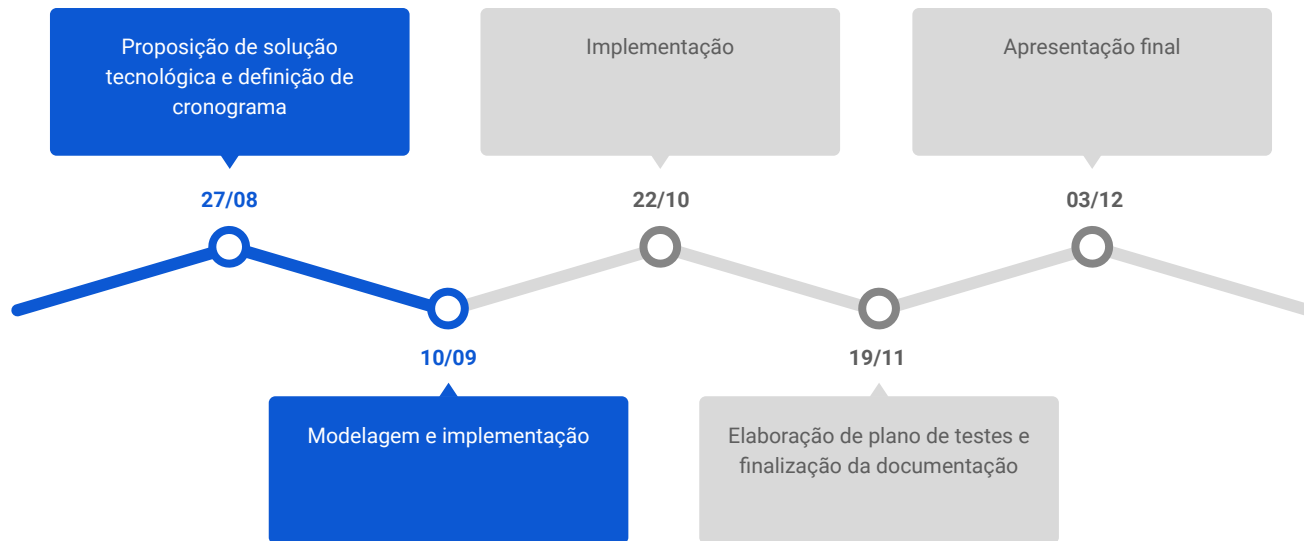 Proposição de solução
tecnológica e definição de
cronograma
27/08
10/09
Modelagem e implementação
Implementação
22/10
19/11
Elaboração de plano de testes e
finalização da documentação
Apresentação final
03/12